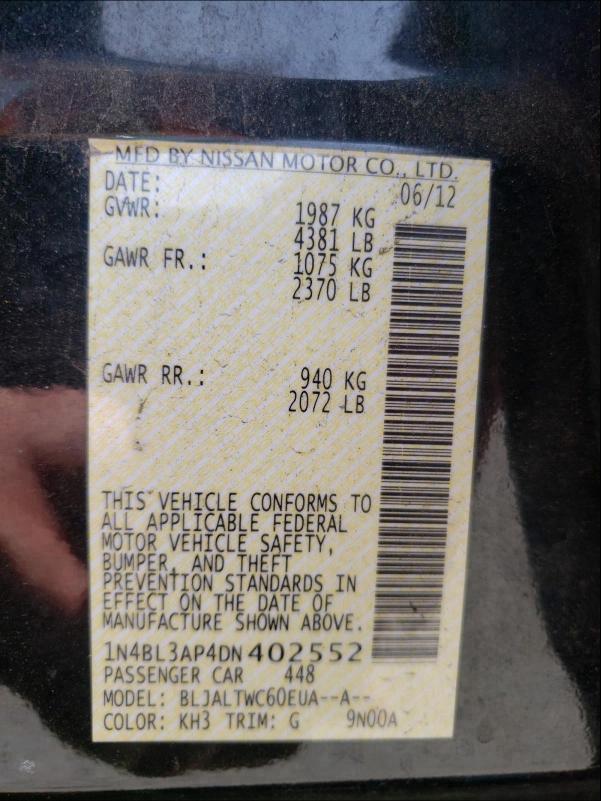 MFD BY NISSAN MOTOR CO., LTD.
DATE: 06/12
GVWR: 1987 KG
4381 LB
GAWR FR.: 1075 KG
2370 LB
GAWR RR.: 940 KG
2072 LB
THIS VEHICLE CONFORMS TO
ALL APPLICABLE FEDERAL
MOTOR VEHICLE SAFETY,
BUMPER, AND THEFT
PREVENTION STANDARDS IN
EFFECT ON THE DATE OF
MANUFACTURE SHOWN ABOVE.
1N4BL3AP4DN402552
PASSENGER CAR 448
MODEL: BLJALTWC60EUA--A--
COLOR: KH3 TRIM: G 9N00A